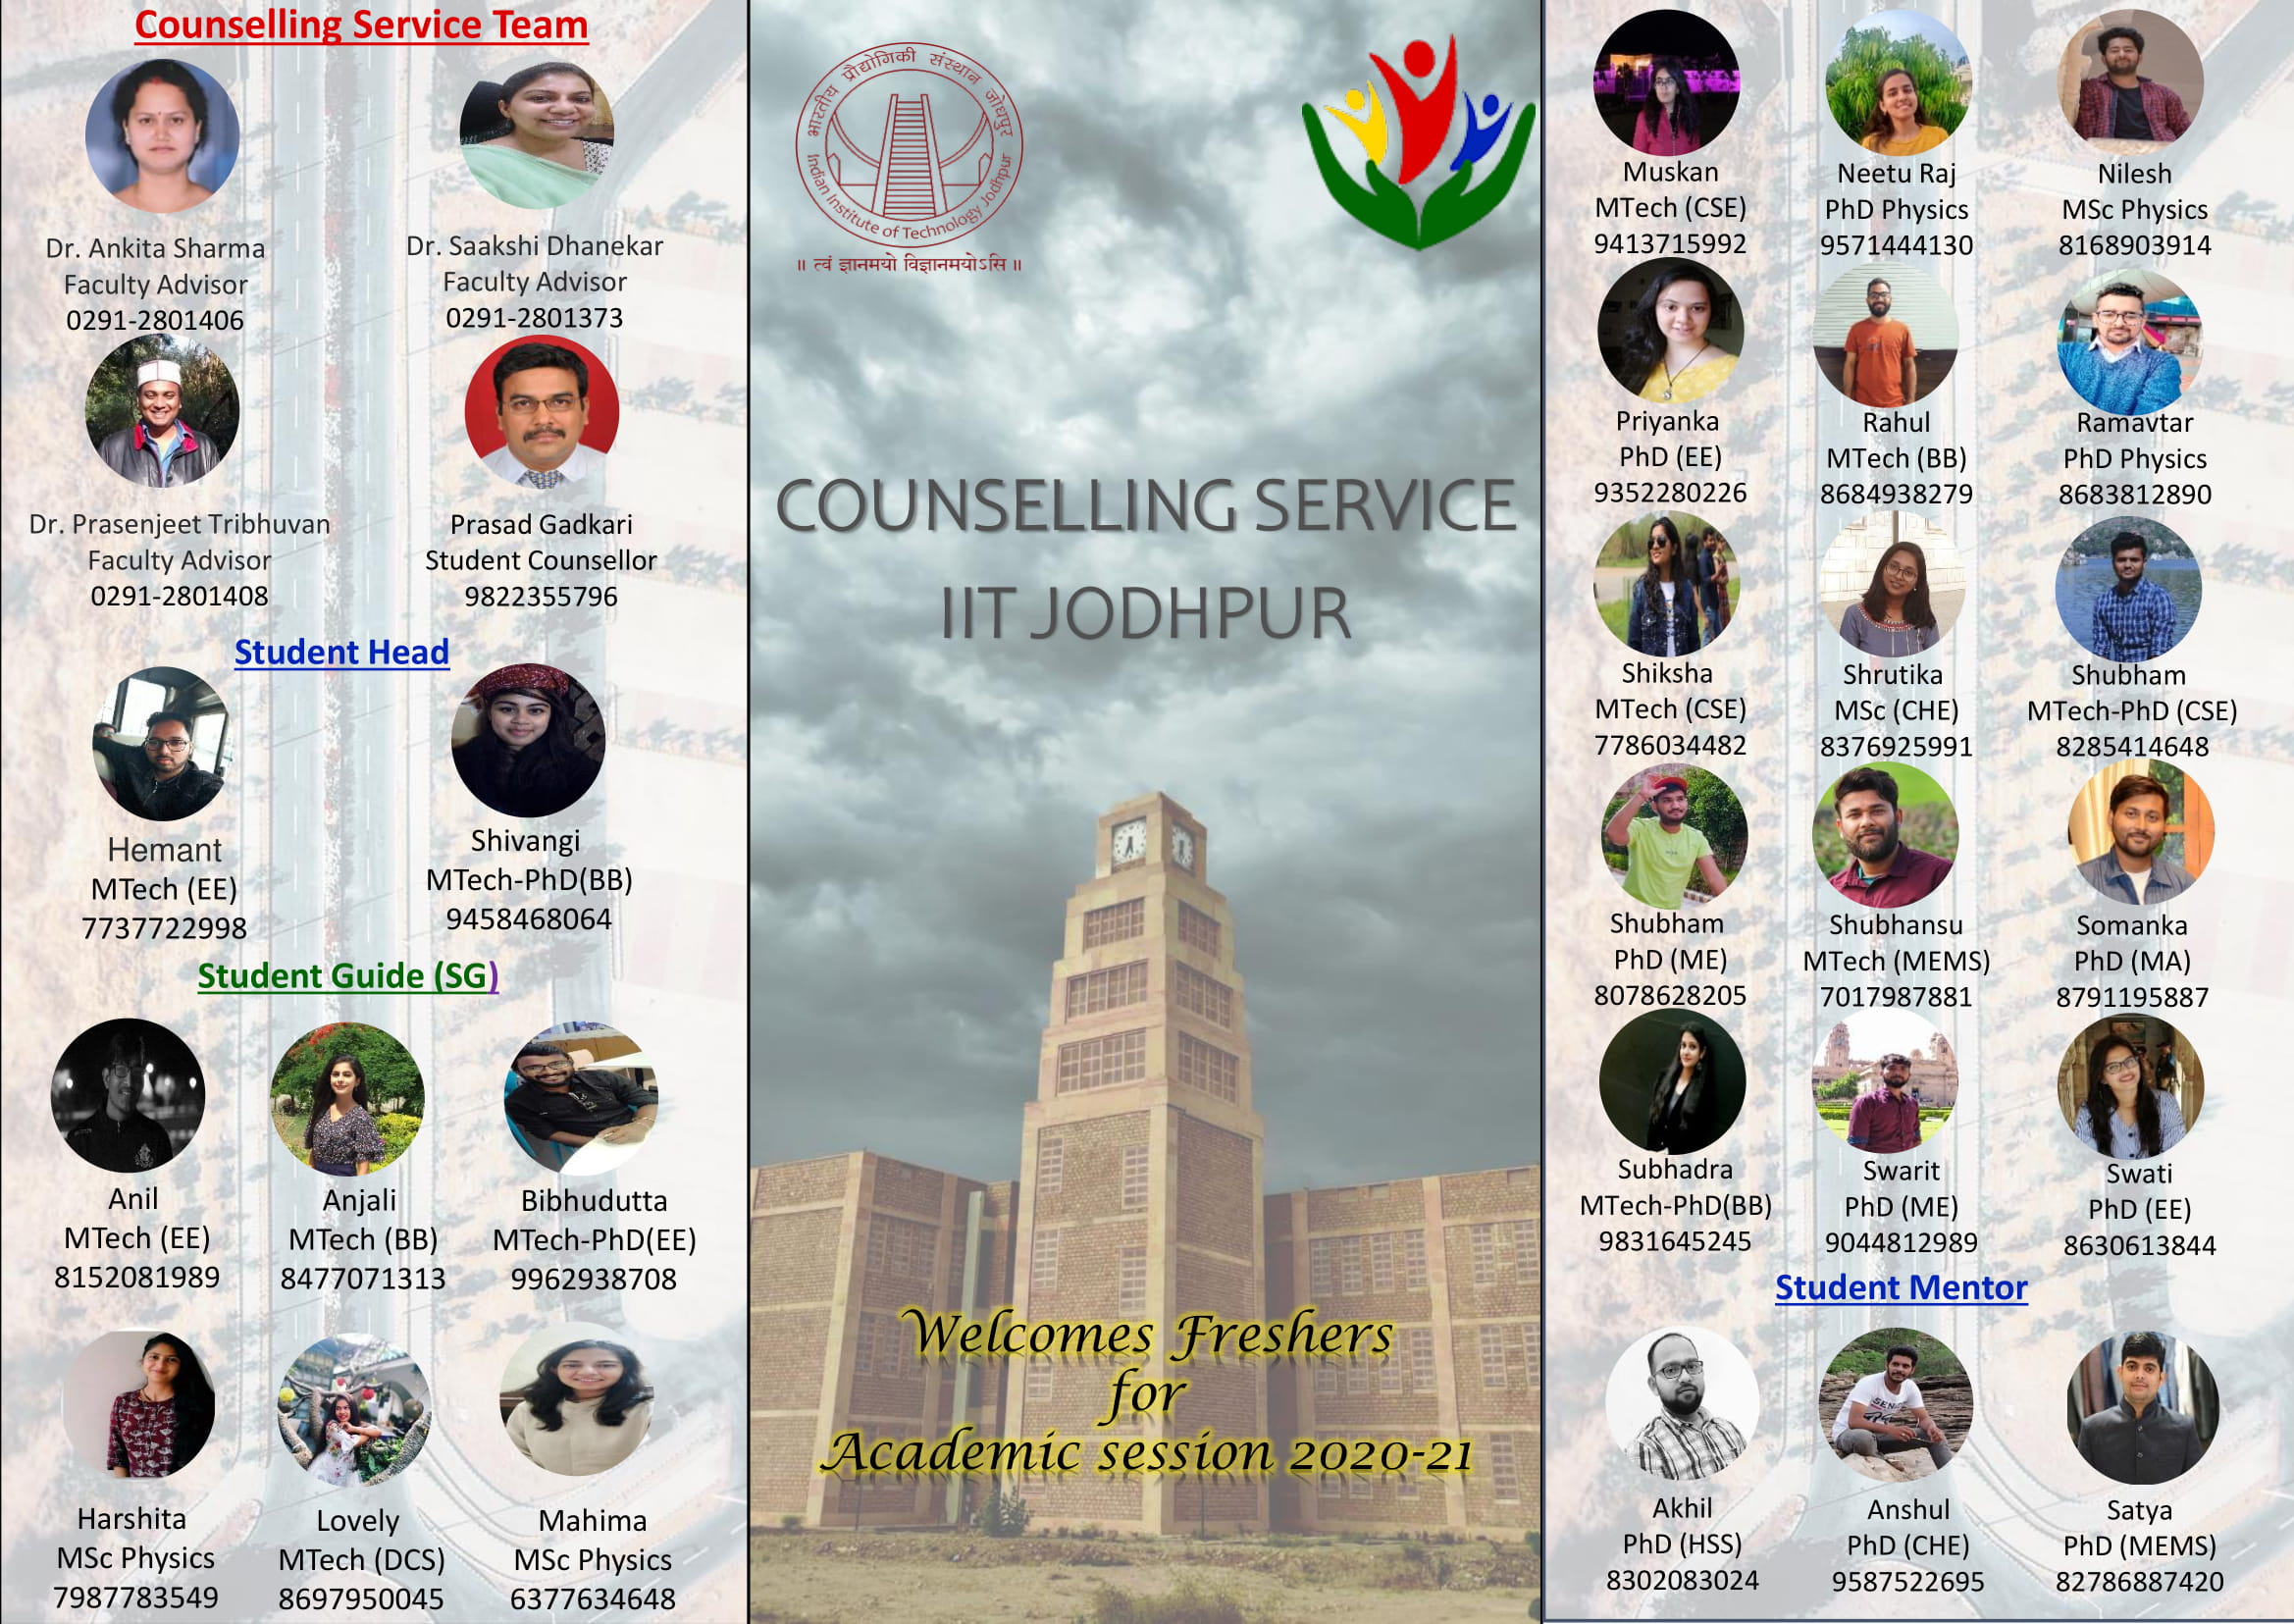 Counselling Service Team
Dr. Ankita Sharma
Faculty Advisor
0291-2801406
Dr. Saakshi Dhanekar
Faculty Advisor
0291-2801373
Dr. Prasenjeet Tribhuvan
Faculty Advisor
0291-2801408
Prasad Gadkari
Student Counsellor
9822355796
Student Head
Hemant
MTech (EE)
7737722998
Shivangi
MTech-PhD(BB)
9458468064
Student Guide (SG)
Anil
MTech (EE)
8152081989
Anjali
MTech (BB)
8477071313
Bibhudutta
MTech-PhD(EE)
9962938708
Harshita
MSc Physics
7987783549
Lovely
MTech (DCS)
8697950045
Mahima
MSc Physics
6377634648
भारतीय प्रौद्योगिकी संस्थान जोधपुर
Indian Institute of Technology Jodhpur
॥ त्वं ज्ञानमयो विज्ञानमयोऽसि ॥
COUNSELLING SERVICE
IIT JODHPUR
Welcomes Freshers
for
Academic session 2020-21
Muskan
MTech (CSE)
9413715992
Neetu Raj
PhD Physics
9571444130
Nilesh
MSc Physics
8168903914
Priyanka
PhD (EE)
9352280226
Rahul
MTech (BB)
8684938279
Ramavtar
PhD Physics
8683812890
Shiksha
MTech (CSE)
7786034482
Shrutika
MSc (CHE)
8376925991
Shubham
MTech-PhD (CSE)
8285414648
Shubham
PhD (ME)
8078628205
Shubhansu
MTech (MEMS)
7017987881
Somanka
PhD (MA)
8791195887
Subhadra
MTech-PhD(BB)
9831645245
Swarit
PhD (ME)
9044812989
Swati
PhD (EE)
8630613844
Student Mentor
Akhil
PhD (HSS)
8302083024
Anshul
PhD (CHE)
9587522695
Satya
PhD (MEMS)
82786887420